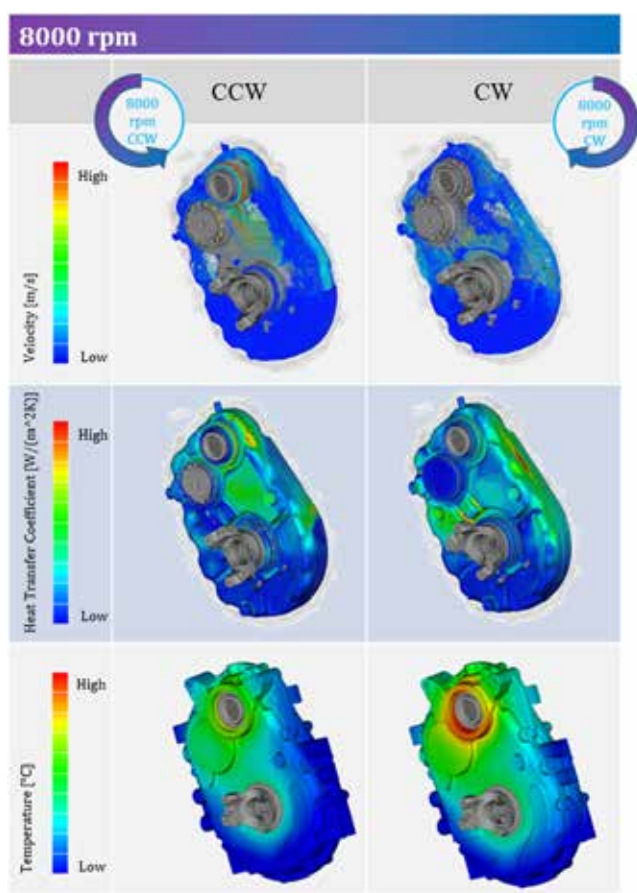 8000 rpm
CCW
CW
8000
rpm
CCW
8000
rpm
CW
High
Velocity [m/s]
Low
High
Heat Transfer Coefficient [W/(m^2K)]
Low
High
Temperature [°C]
Low